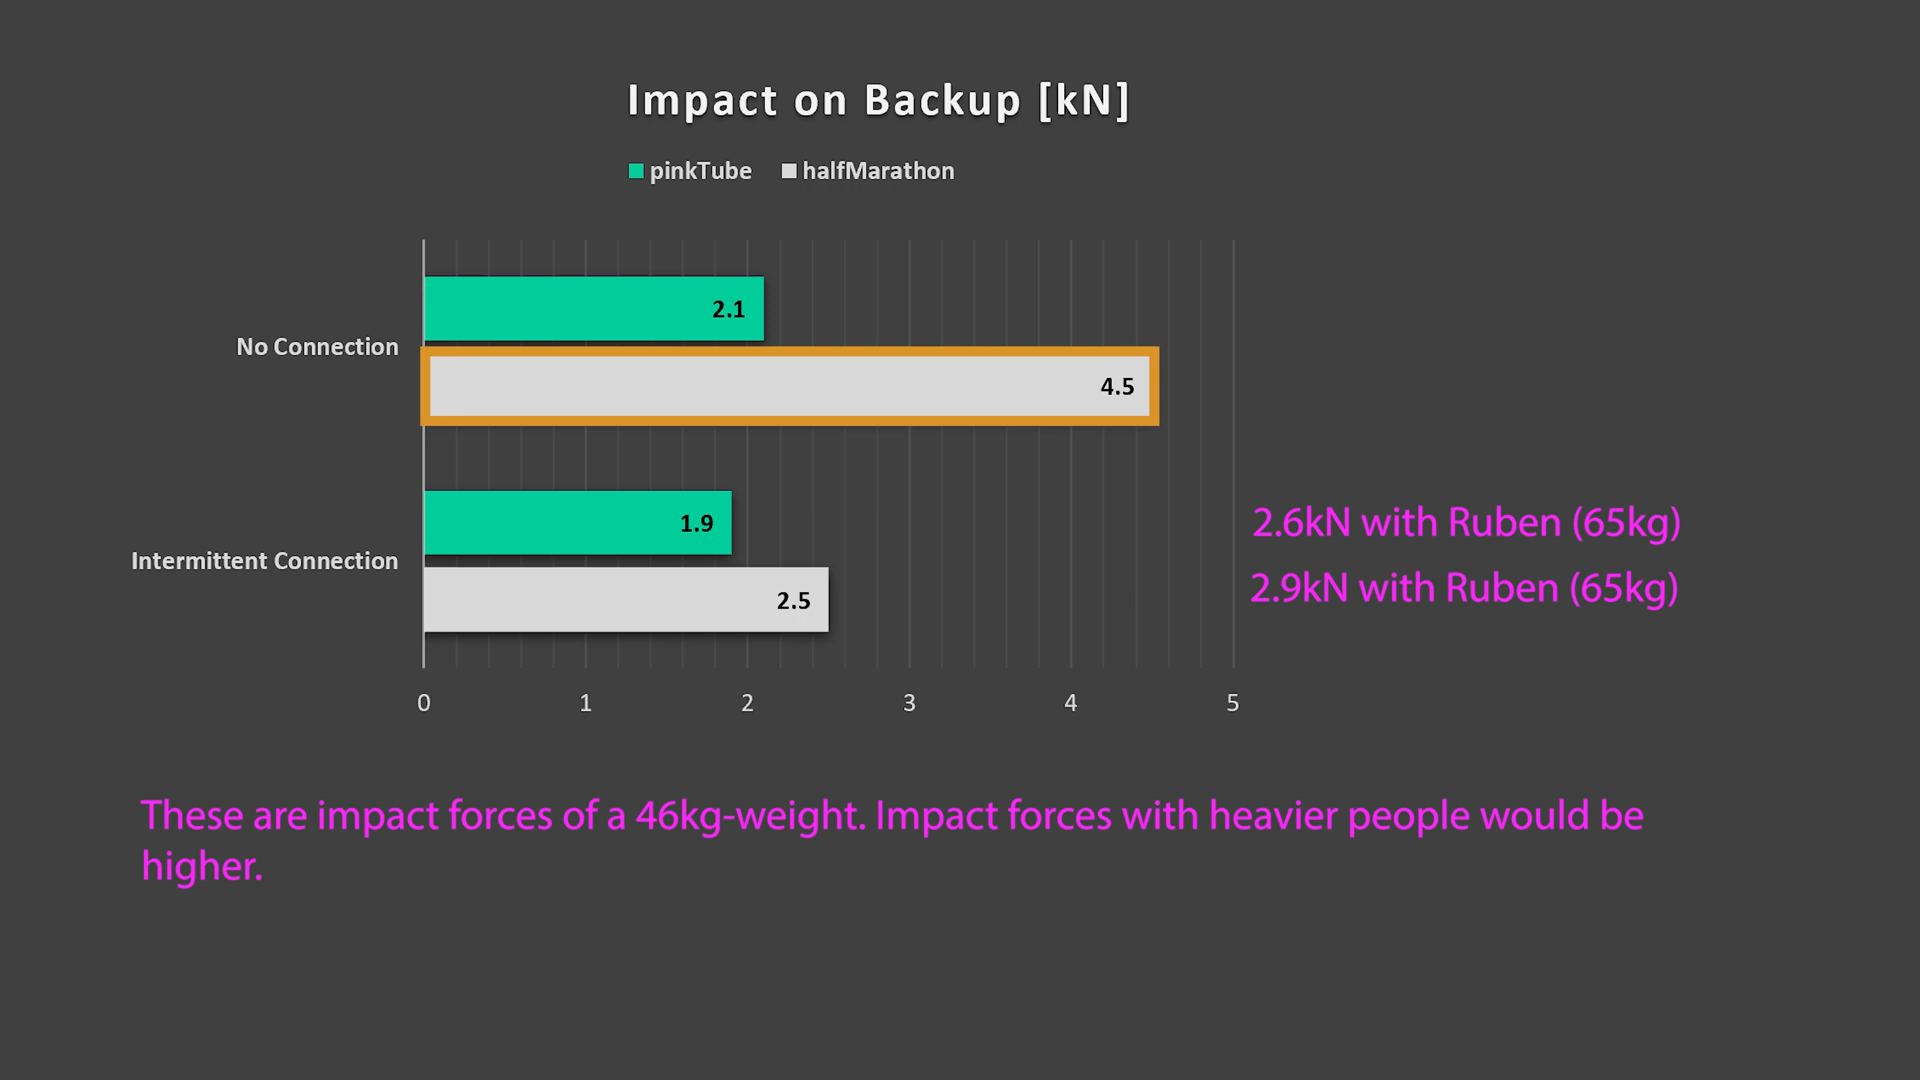 Impact on Backup [kN]
pinkTube halfMarathon
No Connection
2.1
4.5
Intermittent Connection
1.9
2.5
2.6kN with Ruben (65kg)
2.9kN with Ruben (65kg)
0 1 2 3 4 5
These are impact forces of a 46kg-weight. Impact forces with heavier people would be
higher.